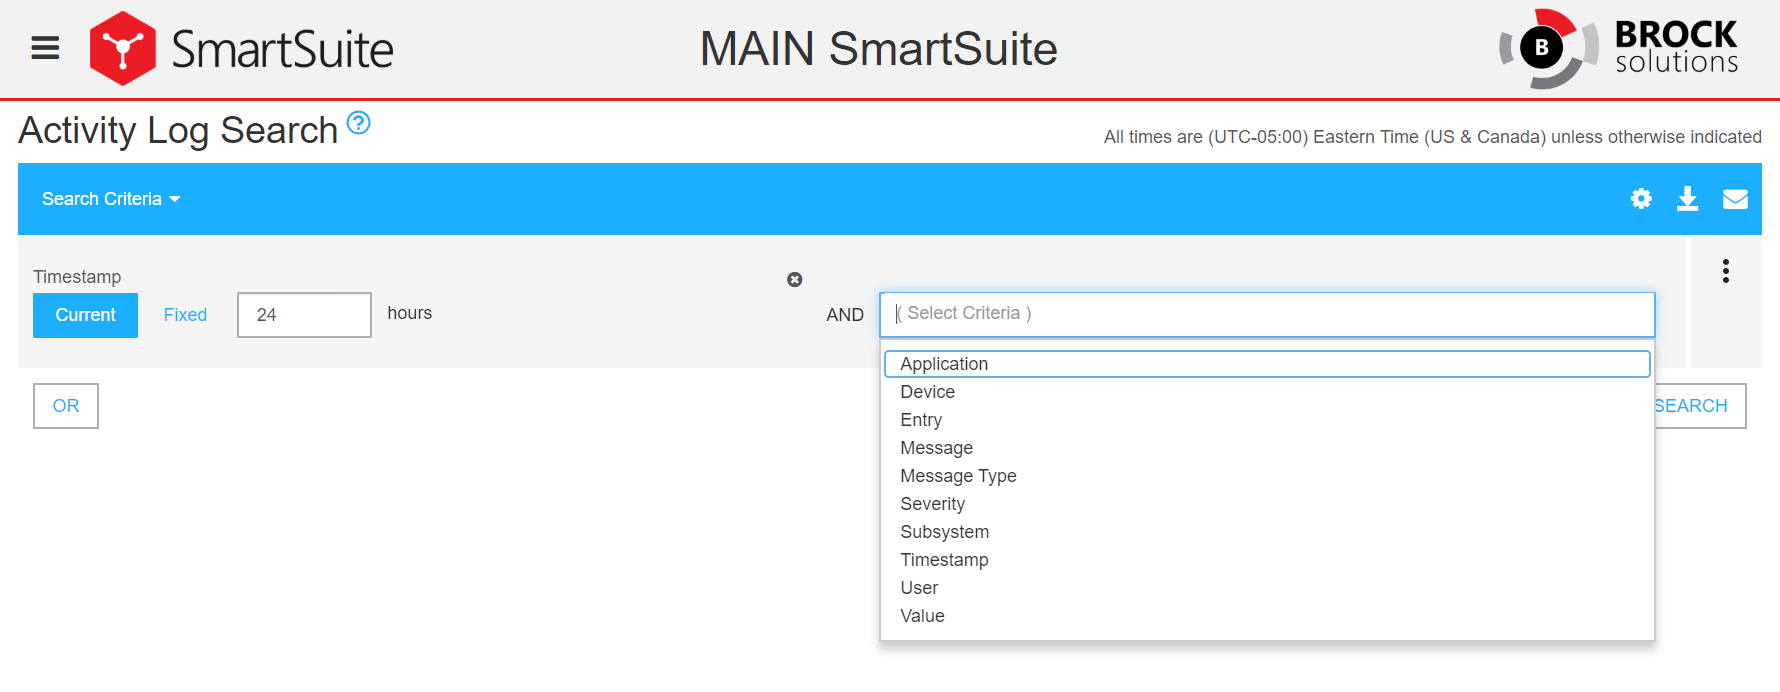 SmartSuite
MAIN SmartSuite
B
BROCK
solutions
Activity Log Search ?
All times are (UTC-05:00) Eastern Time (US & Canada) unless otherwise indicated
Search Criteria
Timestamp
Current Fixed 24 hours
AND ( Select Criteria )
Application
Device
Entry
Message
Message Type
Severity
Subsystem
Timestamp
User
Value
OR
SEARCH